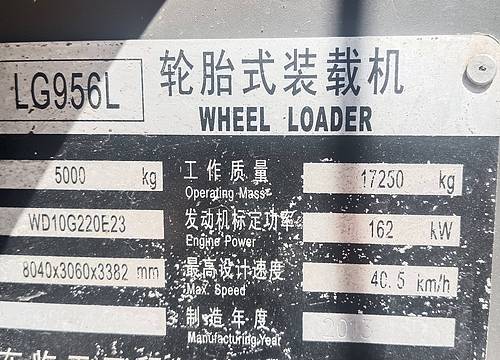 LG956L 轮胎式装载机
WHEEL LOADER
5000 kg 工作质量 17250 kg
Operating Mass
WD10G220E23 发动机标定功率 162 kW
Engine Power
8040x3060x3382 mm 最高设计速度 40.5 km/h
Max. Speed
制造年度
Manufacturing Year